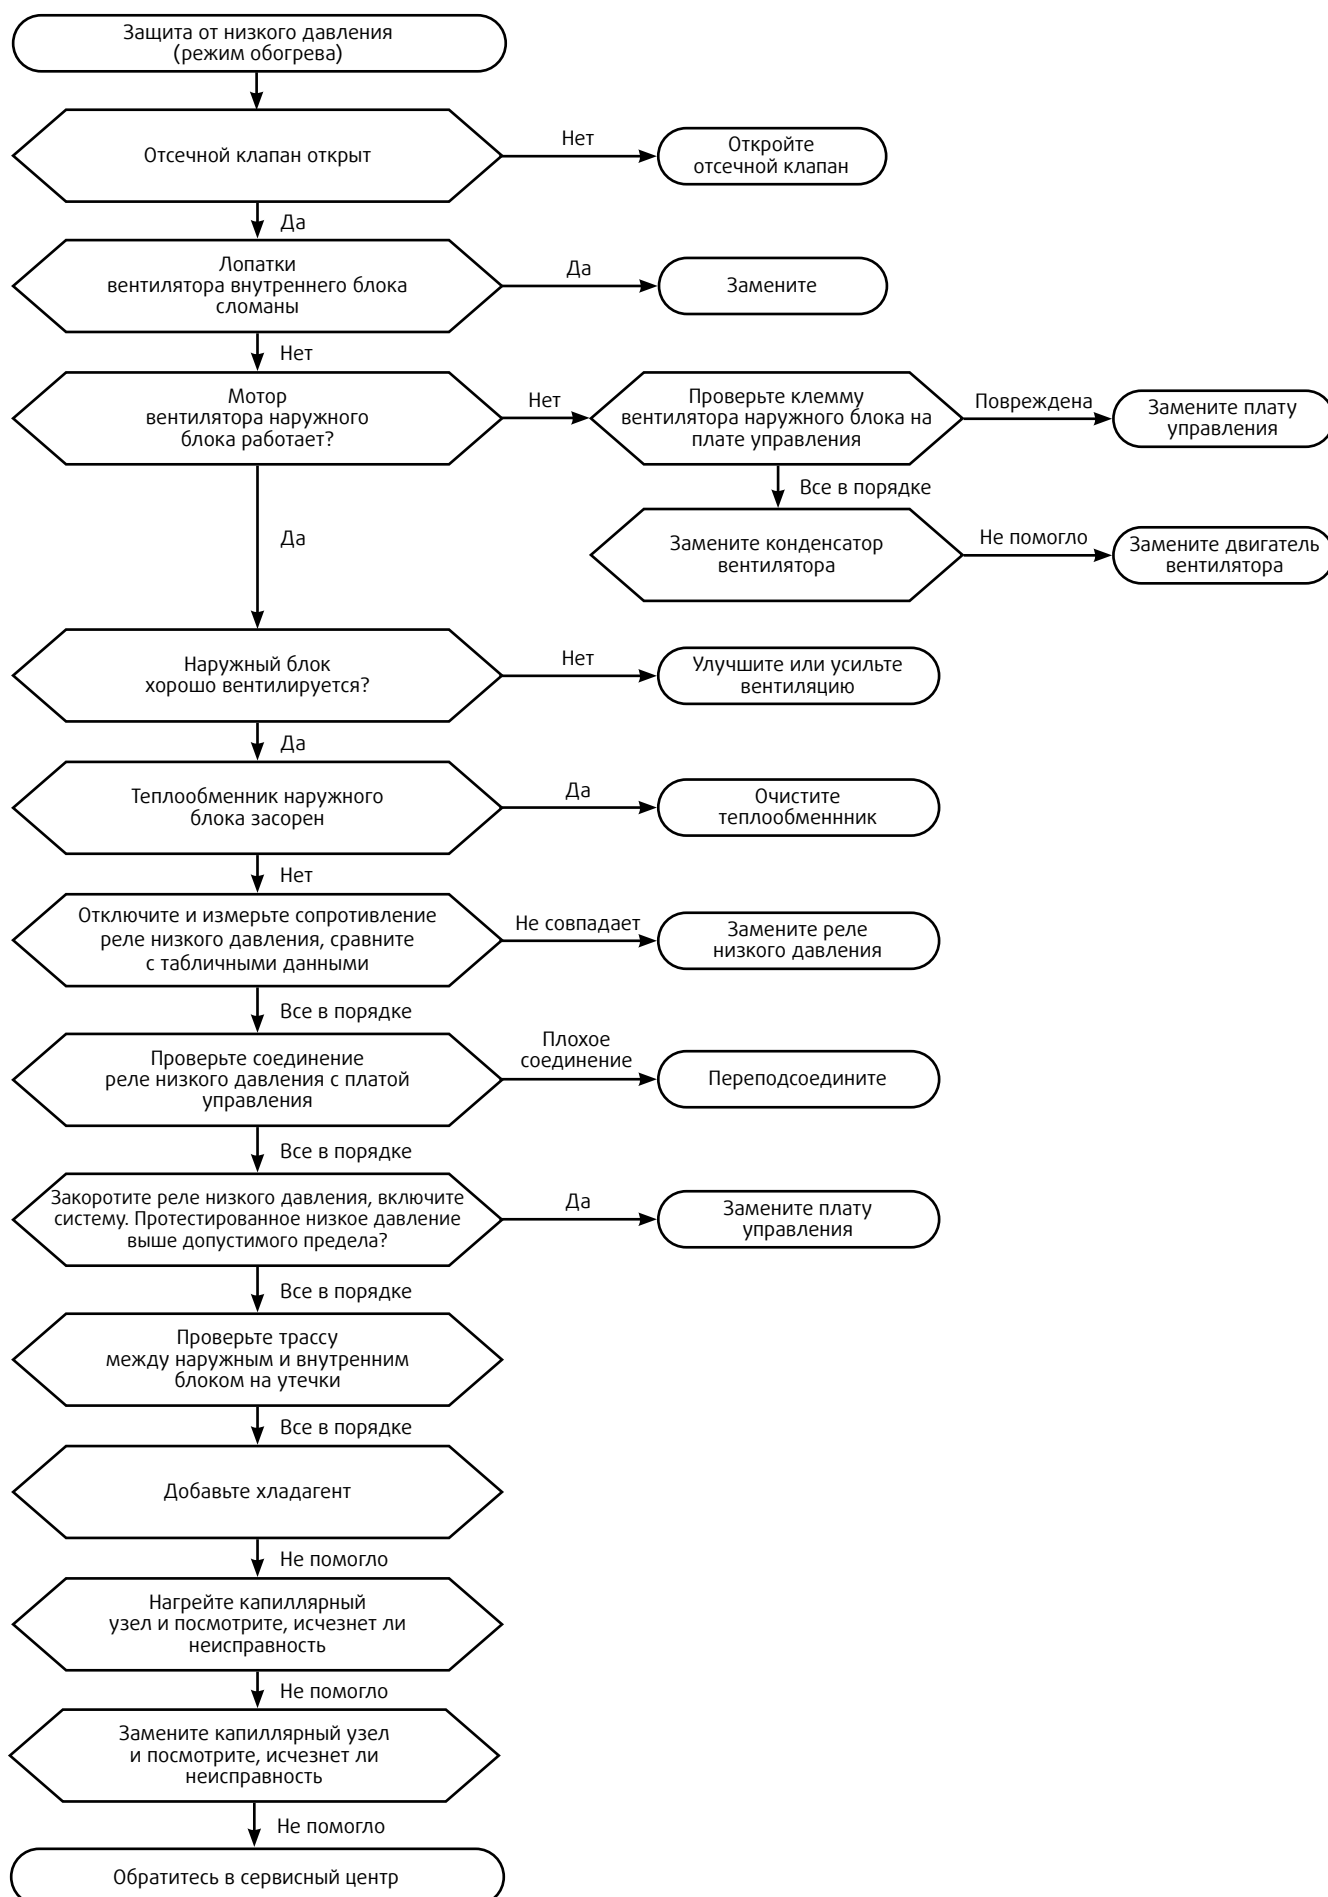 Защита от низкого давления
(режим обогрева)
Отсечной клапан открыт
Нет
Откройте
отсечной клапан
Да
Лопатки
вентилятора внутреннего блока
сломаны
Да
Замените
Нет
Мотор
вентилятора наружного
блока работает?
Нет
Проверьте клемму
вентилятора наружного блока на
плате управления
Повреждена
Замените плату
управления
Все в порядке
Да
Замените конденсатор
вентилятора
Не помогло
Замените двигатель
вентилятора
Наружный блок
хорошо вентилируется?
Нет
Улучшите или усильте
вентиляцию
Да
Теплообменник наружного
блока засорен
Да
Очистите
теплообменнник
Нет
Отключите и измерьте сопротивление
реле низкого давления, сравните
с табличными данными
Не совпадает
Замените реле
низкого давления
Все в порядке
Проверьте соединение
реле низкого давления с платой
управления
Плохое
соединение
Переподсоедините
Все в порядке
Закоротите реле низкого давления, включите
систему. Протестированное низкое давление
выше допустимого предела?
Да
Замените плату
управления
Все в порядке
Проверьте трассу
между наружным и внутренним
блоком на утечки
Все в порядке
Добавьте хладагент
Не помогло
Нагрейте капиллярный
узел и посмотрите, исчезнет ли
неисправность
Не помогло
Замените капиллярный узел
и посмотрите, исчезнет ли
неисправность
Не помогло
Обратитесь в сервисный центр